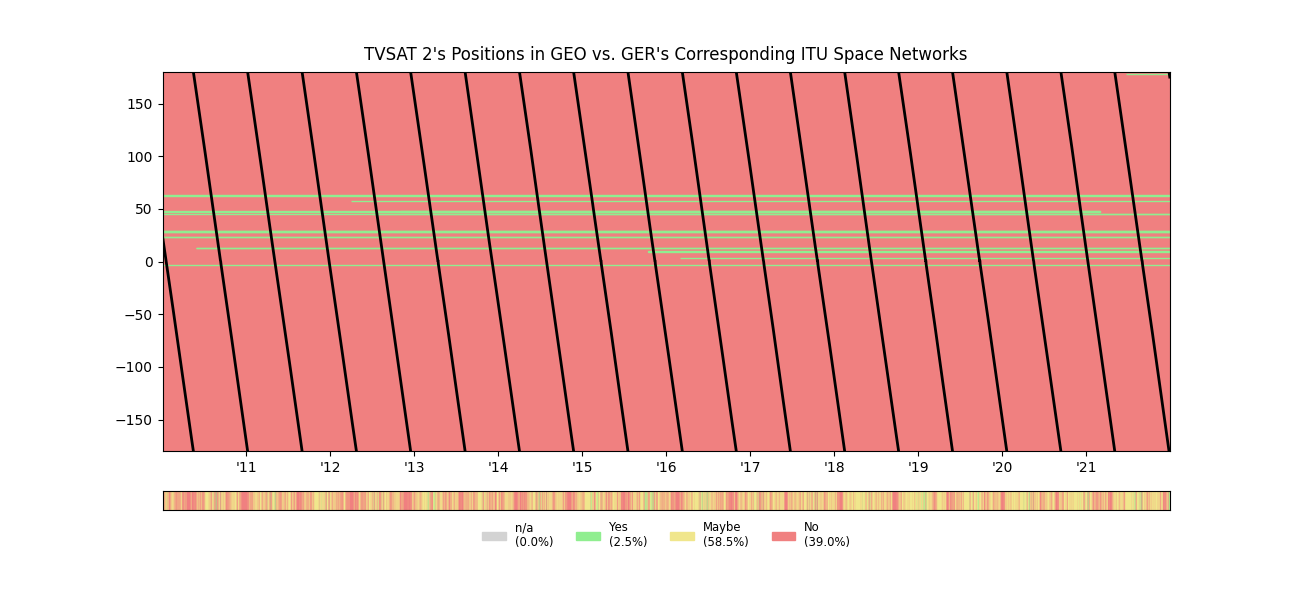 TVSAT 2's Positions in GEO vs. GER's Corresponding ITU Space Networks
150
100
50
0
−50
−100
−150
'11 '12 '13 '14 '15 '16 '17 '18 '19 '20 '21
n/a Yes Maybe No
(0.0%) (2.5%) (58.5%) (39.0%)